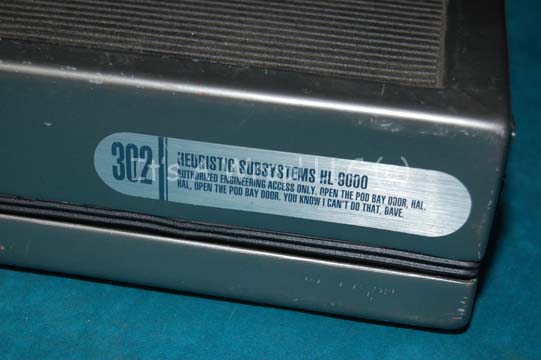 302
HEURISTIC SUBSYSTEMS HL-9000
AUTHORIZED ENGINEERING ACCESS ONLY. OPEN THE POD BAY DOOR, HAL.
HAL, OPEN THE POD BAY DOOR. YOU KNOW I CAN'T DO THAT, DAVE.